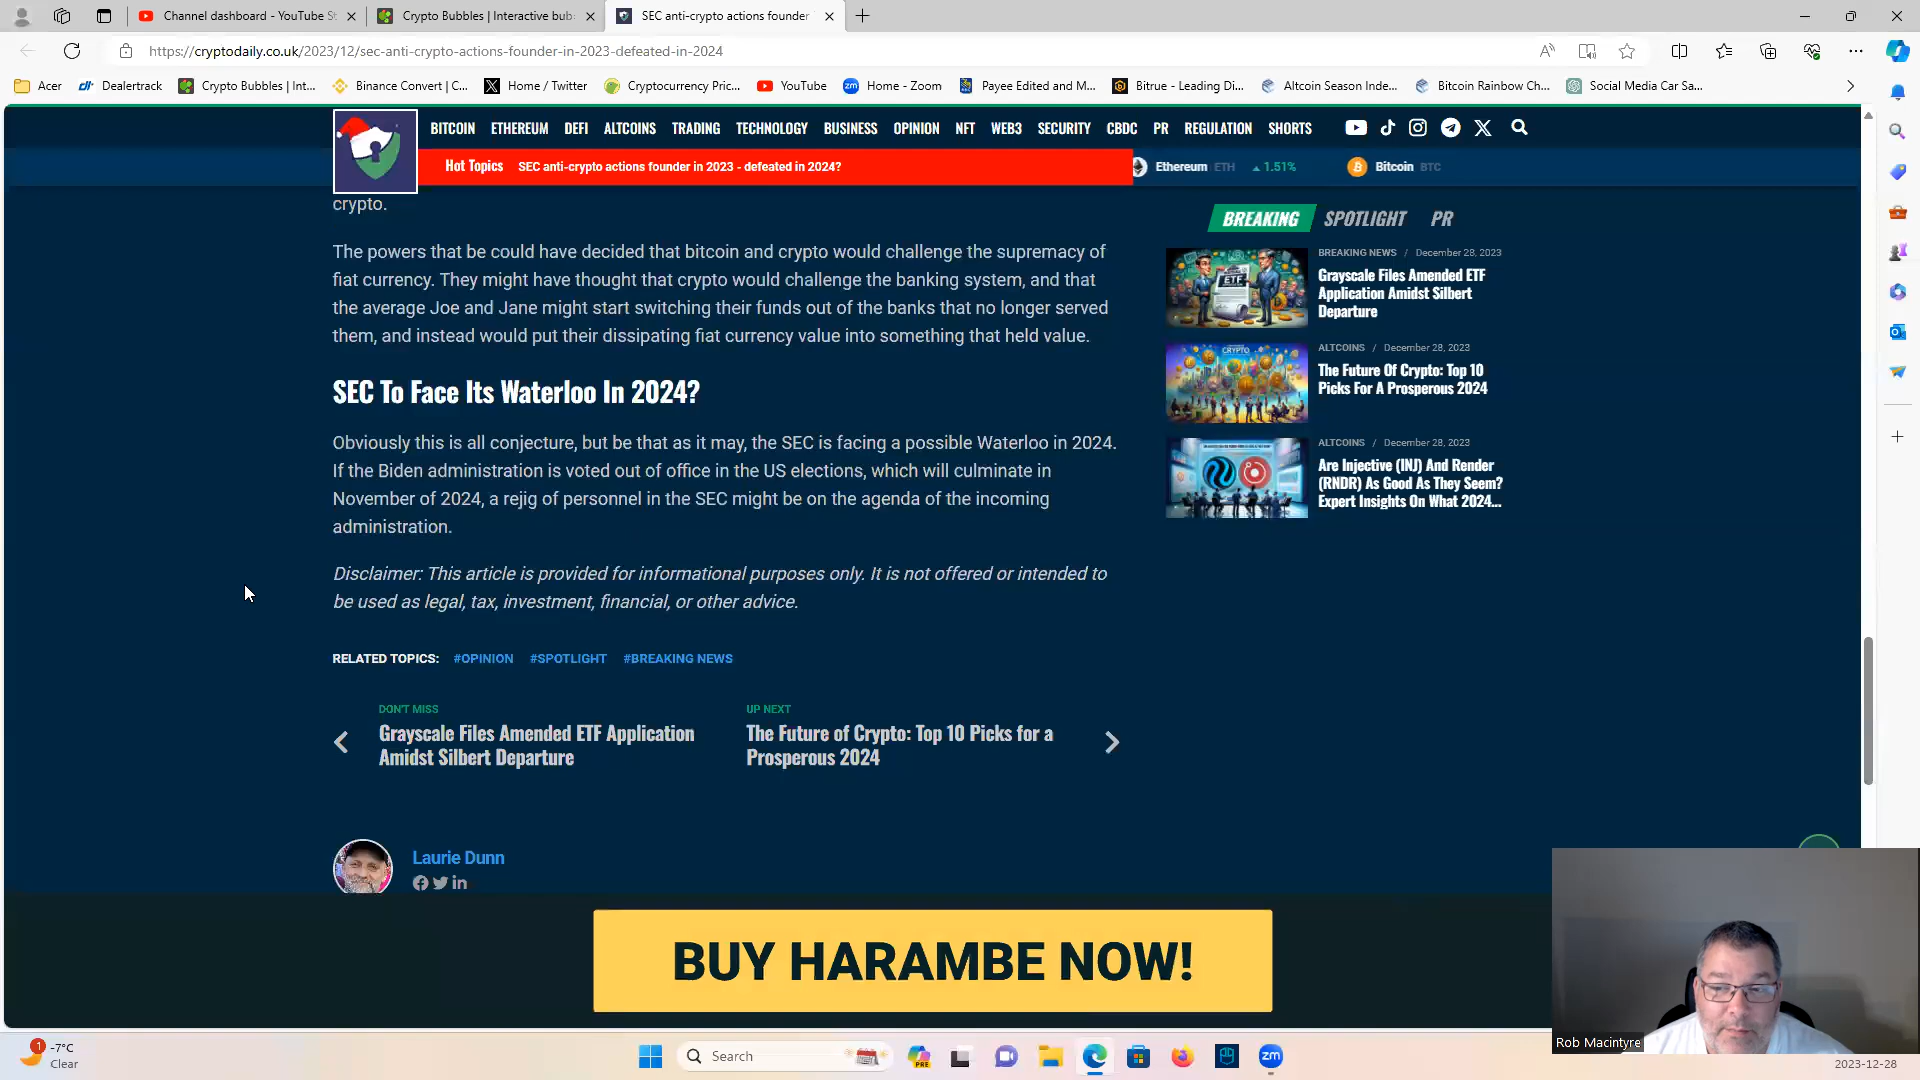 Channel dashboard - YouTube St
Crypto Bubbles | Interactive bub
SEC anti-crypto actions founder
https://cryptodaily.co.uk/2023/12/sec-anti-crypto-actions-founder-in-2023-defeated-in-2024
Acer
Dealertrack
Crypto Bubbles | Int...
Binance Convert | C...
Home / Twitter
Cryptocurrency Pric...
YouTube
Home - Zoom
Payee Edited and M...
Bitrue - Leading Di...
Altcoin Season Inde...
Bitcoin Rainbow Ch...
Social Media Car Sa...
BITCOIN ETHEREUM DEFI ALTCOINS TRADING TECHNOLOGY BUSINESS OPINION NFT WEB3 SECURITY CBDC PR REGULATION SHORTS
Hot Topics SEC anti-crypto actions founder in 2023 - defeated in 2024?
Ethereum ETH 1.51% Bitcoin BTC
crypto.
The powers that be could have decided that bitcoin and crypto would challenge the supremacy of
fiat currency. They might have thought that crypto would challenge the banking system, and that
the average Joe and Jane might start switching their funds out of the banks that no longer served
them, and instead would put their dissipating fiat currency value into something that held value.
SEC To Face Its Waterloo In 2024?
Obviously this is all conjecture, but be that as it may, the SEC is facing a possible Waterloo in 2024.
If the Biden administration is voted out of office in the US elections, which will culminate in
November of 2024, a rejig of personnel in the SEC might be on the agenda of the incoming
administration.
Disclaimer: This article is provided for informational purposes only. It is not offered or intended to
be used as legal, tax, investment, financial, or other advice.
RELATED TOPICS: #OPINION #SPOTLIGHT #BREAKING NEWS
DON'T MISS
Grayscale Files Amended ETF Application
Amidst Silbert Departure
UP NEXT
The Future of Crypto: Top 10 Picks for a
Prosperous 2024
Laurie Dunn
BREAKING SPOTLIGHT PR
BREAKING NEWS / December 28, 2023
Grayscale Files Amended ETF
Application Amidst Silbert
Departure
ALTCOINS / December 28, 2023
The Future Of Crypto: Top 10
Picks For A Prosperous 2024
ALTCOINS / December 28, 2023
Are Injective (INJ) And Render
(RNDR) As Good As They Seem?
Expert Insights On What 2024...
BUY HARAMBE NOW!
Rob Macintyre
1
-7°C
Clear
Search
PRE
zm
2023-12-28